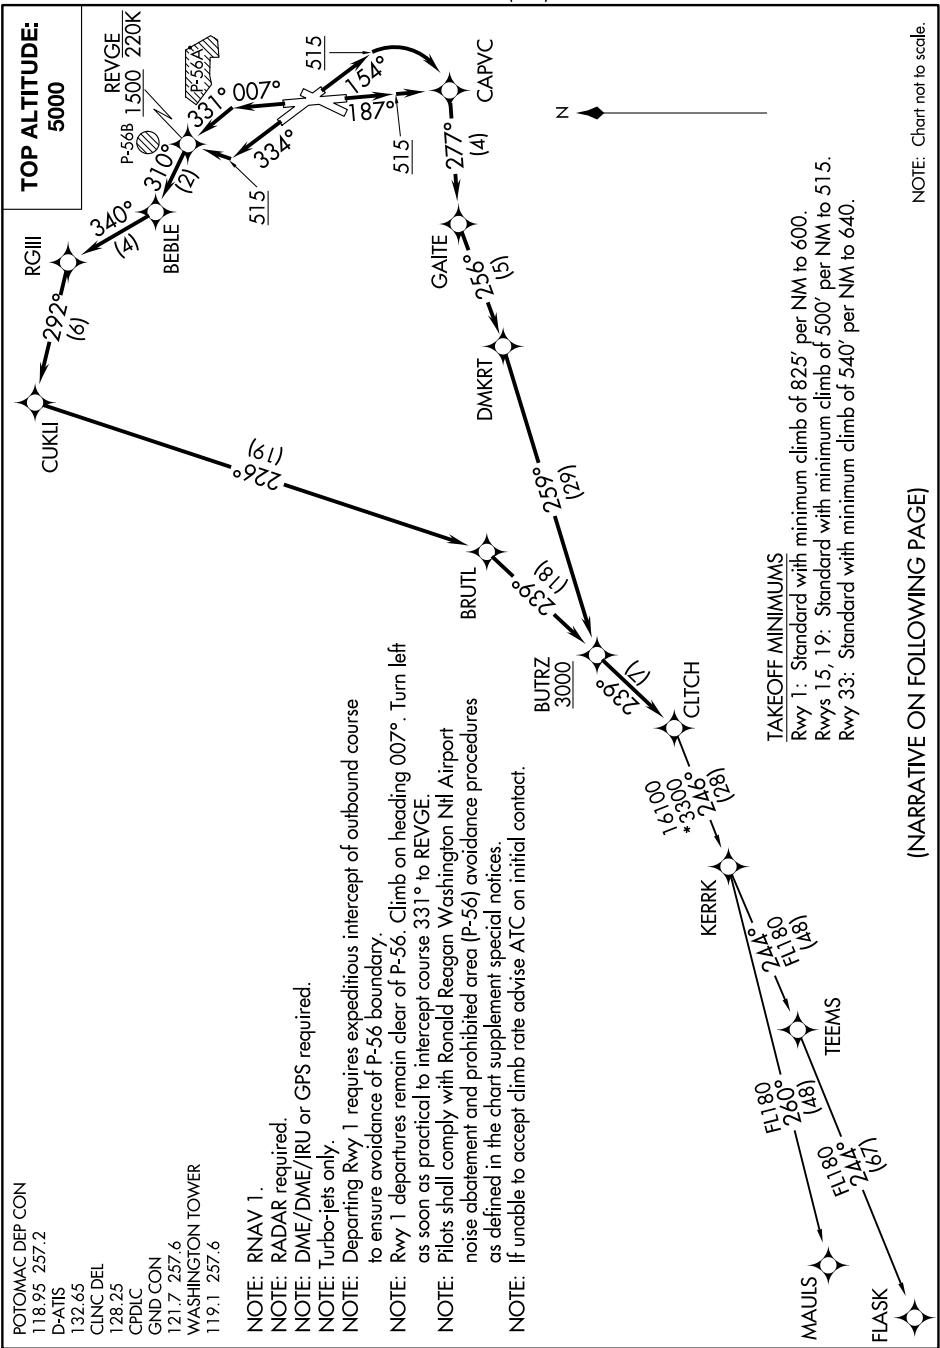 TOP ALTITUDE:
5000
POTOMAC DEP CON
118.95 257.2
D-ATIS
132.65
CLNC DEL
128.25
CPDLC
GND CON
121.7 257.6
WASHINGTON TOWER
119.1 257.6
NOTE: RNAV 1.
NOTE: RADAR required.
NOTE: DME/DME/IRU or GPS required.
NOTE: Turbo-jets only.
NOTE: Departing Rwy 1 requires expeditious intercept of outbound course
to ensure avoidance of P-56 boundary.
NOTE: Rwy 1 departures remain clear of P-56. Climb on heading 007°. Turn left
as soon as practical to intercept course 331° to REVGE.
NOTE: Pilots shall comply with Ronald Reagan Washington Ntl Airport
noise abatement and prohibited area (P-56) avoidance procedures
as defined in the chart supplement special notices.
NOTE: If unable to accept climb rate advise ATC on initial contact.
REVGE
1500 220K
P-56B
P-56A
331°
007°
334°
515
515
154°
187°
515
CAPVC
277°
(4)
GAITE
256°
(5)
DMKRT
259°
(29)
310°
(2)
BEBLE
340°
(4)
RGIII
292°
(6)
CUKLI
226°
(19)
BRUTL
239°
(18)
BUTRZ
3000
239°
(7)
CLTCH
16100
*3300
246°
(28)
KERRK
244°
FL180
(48)
TEEMS
FL180
260°
(48)
MAULS
FL180
244°
(67)
FLASK
N
TAKEOFF MINIMUMS
Rwy 1: Standard with minimum climb of 825' per NM to 600.
Rwys 15, 19: Standard with minimum climb of 500' per NM to 515.
Rwy 33: Standard with minimum climb of 540' per NM to 640.
NOTE: Chart not to scale.
(NARRATIVE ON FOLLOWING PAGE)